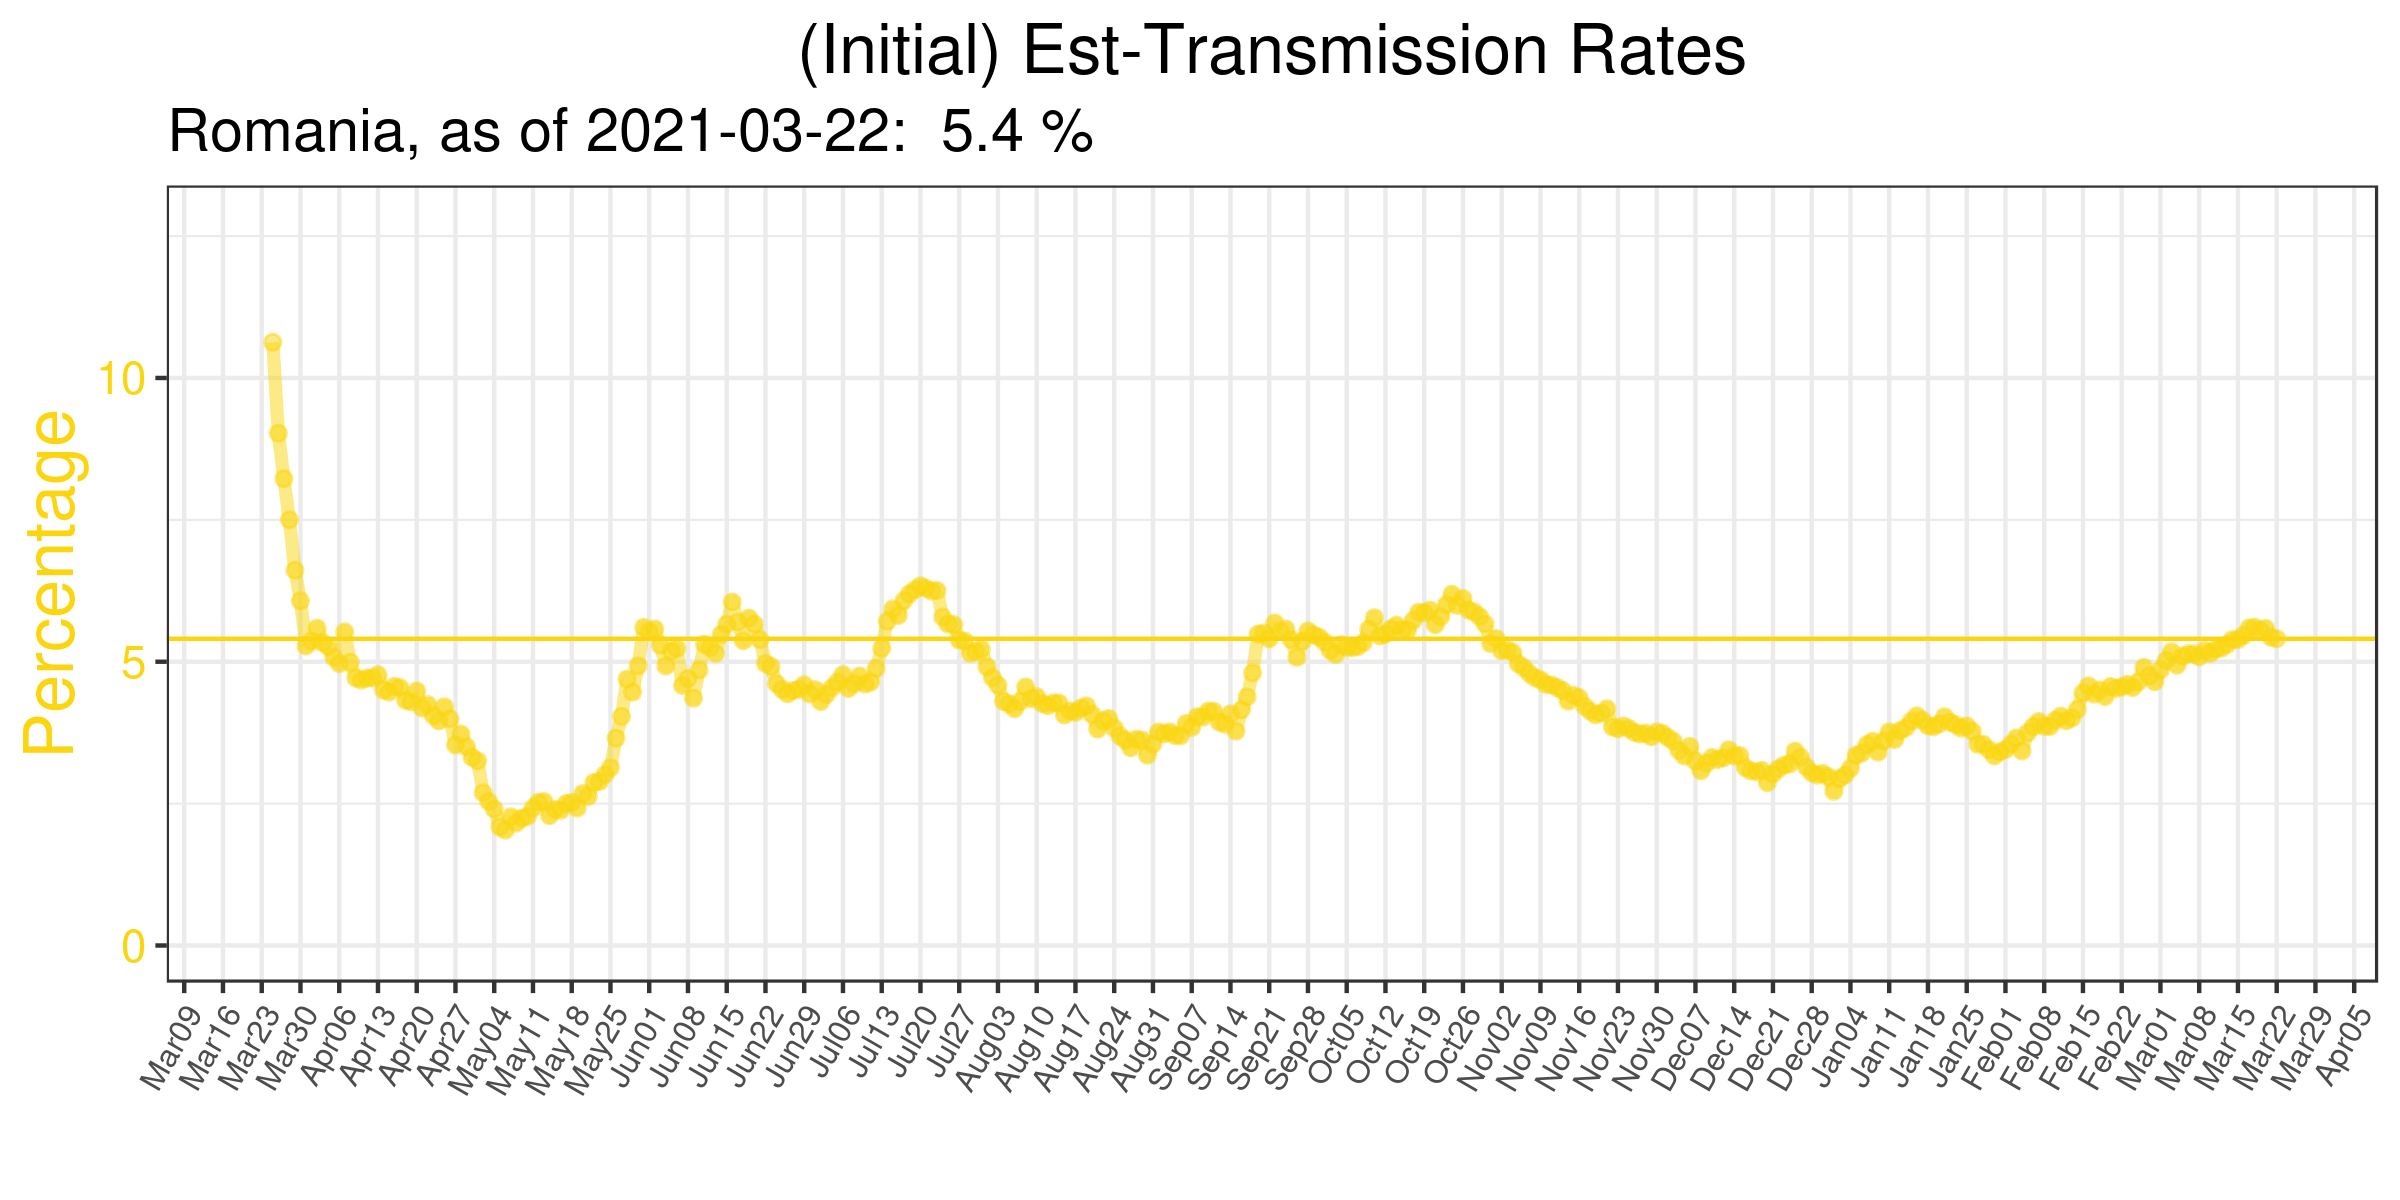 (Initial) Est-Transmission Rates
Romania, as of 2021-03-22:  5.4 %
Percentage
10
5
0
Mar09 Mar16 Mar23 Mar30 Apr06 Apr13 Apr20 Apr27 May04 May11 May18 May25 Jun01 Jun08 Jun15 Jun22 Jun29 Jul06 Jul13 Jul20 Jul27 Aug03 Aug10 Aug17 Aug24 Aug31 Sep07 Sep14 Sep21 Sep28 Oct05 Oct12 Oct19 Oct26 Nov02 Nov09 Nov16 Nov23 Nov30 Dec07 Dec14 Dec21 Dec28 Jan04 Jan11 Jan18 Jan25 Feb01 Feb08 Feb15 Feb22 Mar01 Mar08 Mar15 Mar22 Mar29 Apr05